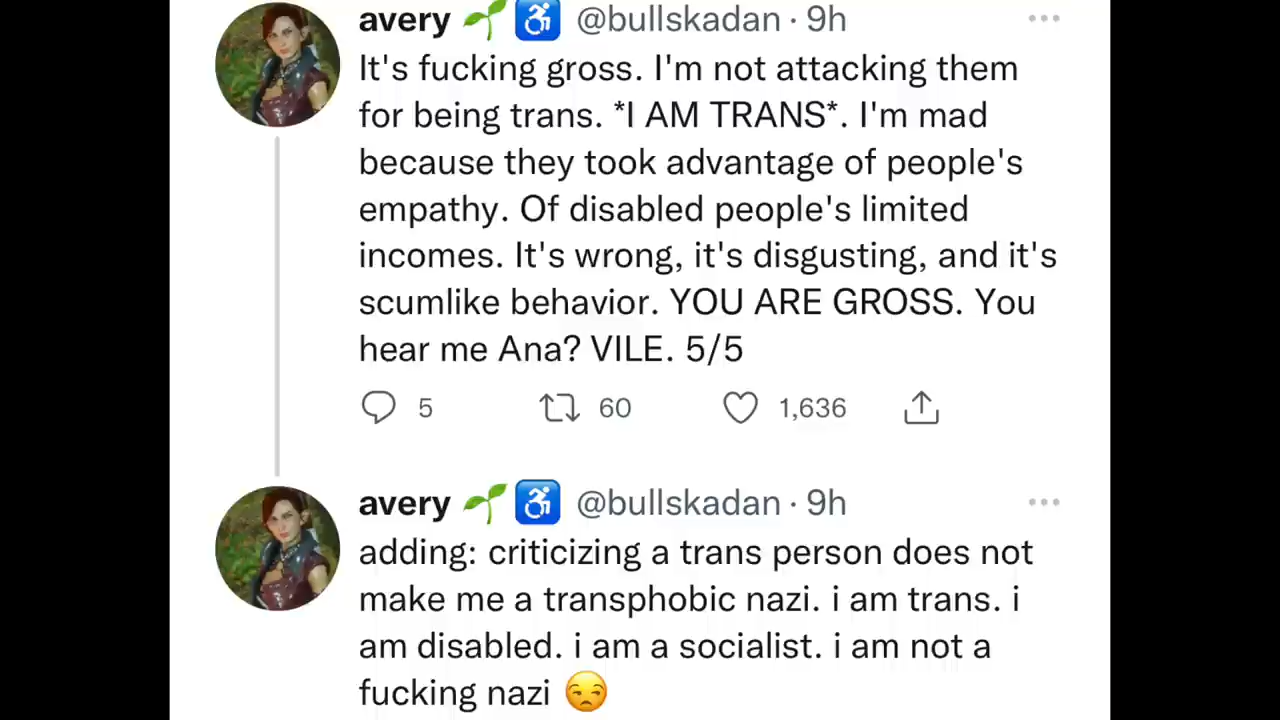 avery 🌱 ♿ @bullskadan · 9h
It's fucking gross. I'm not attacking them
for being trans. *I AM TRANS*. I'm mad
because they took advantage of people's
empathy. Of disabled people's limited
incomes. It's wrong, it's disgusting, and it's
scumlike behavior. YOU ARE GROSS. You
hear me Ana? VILE. 5/5
5 60 1,636
avery 🌱 ♿ @bullskadan · 9h
adding: criticizing a trans person does not
make me a transphobic nazi. i am trans. i
am disabled. i am a socialist. i am not a
fucking nazi 😒